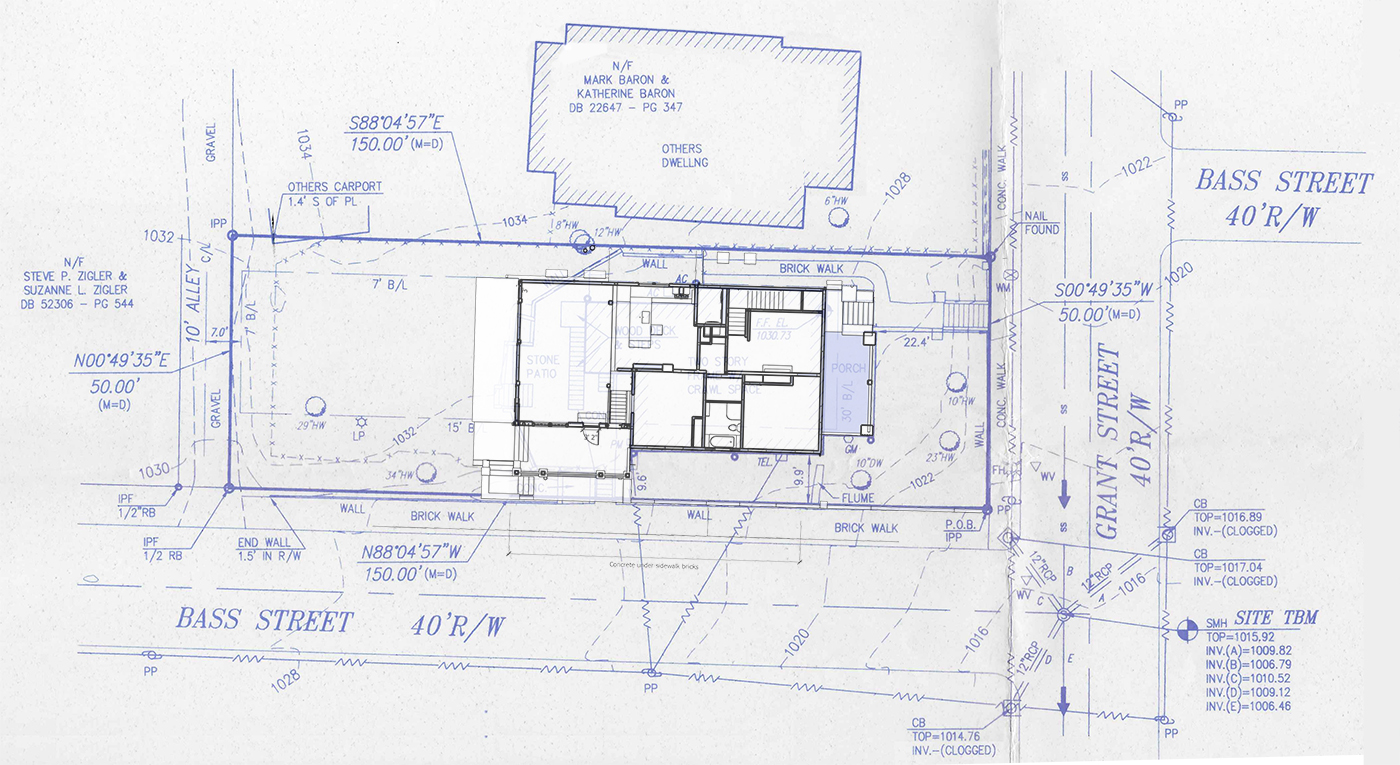 N/F
MARK BARON &
KATHERINE BARON
DB 22647 - PG 347
OTHERS
DWELLNG
S88°04'57"E
150.00' (M=D)
GRAVEL
1034
OTHERS CARPORT
1.4' S OF PL
1034
8"HW
12"HW
6"HW
1028
CONC. WALK
SS
1022
PP
BASS STREET
40'R/W
NAIL
FOUND
IPP
1032
C/L
N/F
STEVE P. ZIGLER &
SUZANNE L. ZIGLER
DB 52306 - PG 544
10' ALLEY
7' B/L
7' B/L
7.0'
WALL
BRICK WALK
AC
WM
1020
S00°49'35"W
50.00' (M=D)
N00°49'35"E
50.00'
(M=D)
F.F. EL.
1030.73
WOOD DECK
& STEPS
STONE
PATIO
TWO STORY
CRAWL SPACE
PORCH
30' B/L
22.4'
10"HW
CONC. WALK
GRANT STREET
40'R/W
SS
GRAVEL
29"HW
LP
1032
15' B
34"HW
WALL
23"HW
GM
TEL.
10"DW
1022
9.6'
9.9'
FLUME
FH
WV
1030
IPF
1/2"RB
IPF
1/2 RB
END WALL
1.5' IN R/W
WALL
BRICK WALK
WALL
BRICK WALK
P.O.B.
IPP
PP
SS
N88°04'57"W
150.00' (M=D)
Concrete under sidewalk bricks
CB
TOP=1016.89
INV.-(CLOGGED)
CB
TOP=1017.04
INV.-(CLOGGED)
12"RCP
B
12"RCP
A
1016
WV
C
BASS STREET 40'R/W
1020
1016
12"RCP
D
E
SMH SITE TBM
TOP=1015.92
INV.(A)=1009.82
INV.(B)=1006.79
INV.(C)=1010.52
INV.(D)=1009.12
INV.(E)=1006.46
PP
1028
PP
CB
TOP=1014.76
INV.-(CLOGGED)
PP